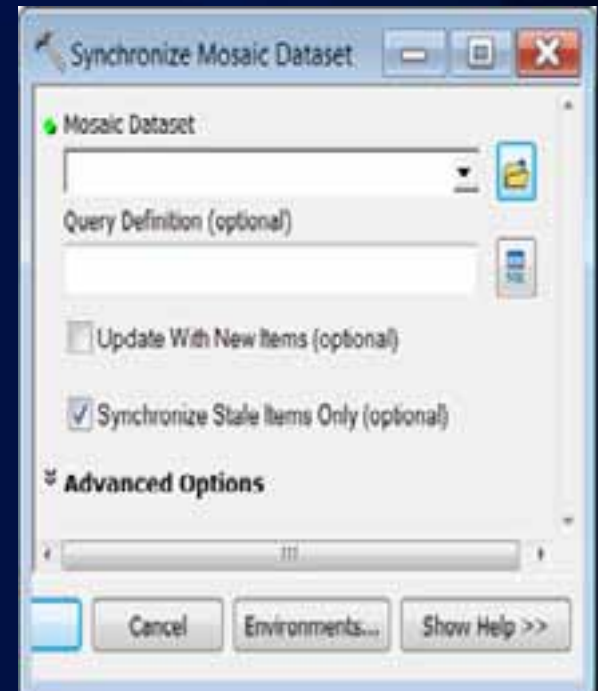 Synchronize Mosaic Dataset
Mosaic Dataset
Query Definition (optional)
SQL
Update With New Items (optional)
Synchronize Stale Items Only (optional)
Advanced Options
Cancel
Environments...
Show Help >>